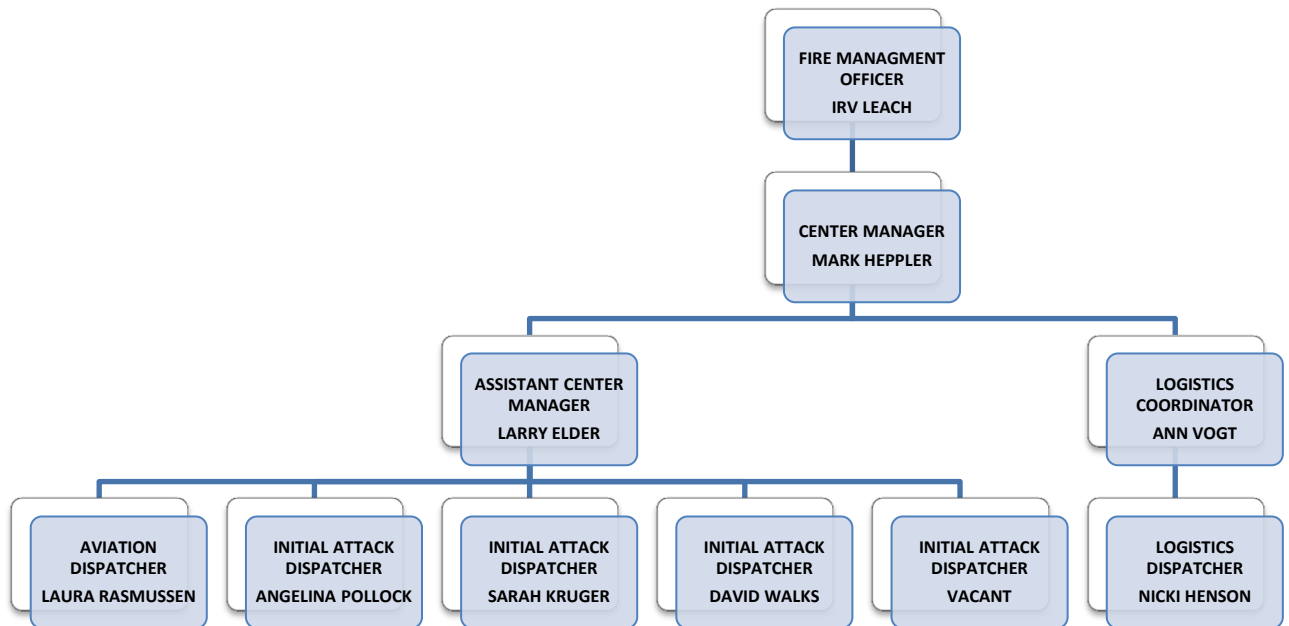 FIRE MANAGMENT
OFFICER
IRV LEACH
CENTER MANAGER
MARK HEPPLER
ASSISTANT CENTER
MANAGER
LARRY ELDER
LOGISTICS
COORDINATOR
ANN VOGT
AVIATION
DISPATCHER
LAURA RASMUSSEN
INITIAL ATTACK
DISPATCHER
ANGELINA POLLOCK
INITIAL ATTACK
DISPATCHER
SARAH KRUGER
INITIAL ATTACK
DISPATCHER
DAVID WALKS
INITIAL ATTACK
DISPATCHER
VACANT
LOGISTICS
DISPATCHER
NICKI HENSON